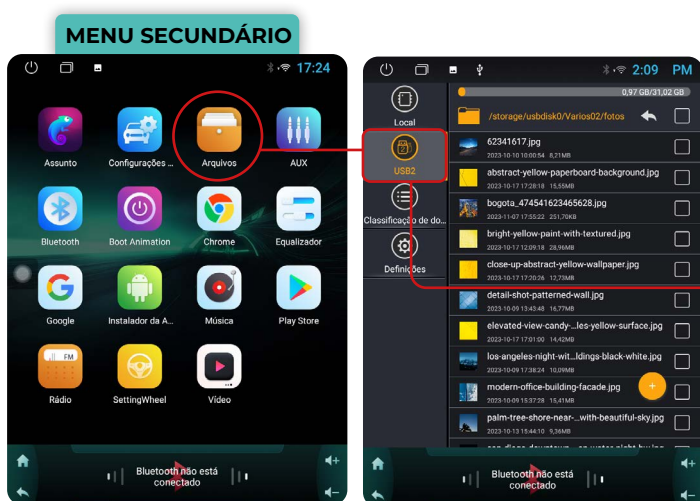 MENU SECUNDÁRIO
17:24
Assunto
Configurações ...
Arquivos
AUX
Bluetooth
Boot Animation
Chrome
Equalizador
Google
Instalador da A...
Música
Play Store
FM
Rádio
SettingWheel
Vídeo
Bluetooth não está
conectado
2:09 PM
Local
USB2
Classificação de do...
Definições
0,97 GB/31,02 GB
/storage/usbdisk0/Varios02/fotos
62341617.jpg
2023-10-10 10:00:54 8,21MB
abstract-yellow-paperboard-background.jpg
2023-10-17 17:28:18 15,55MB
bogota_474541623465628.jpg
2023-11-07 17:55:22 251,70KB
bright-yellow-paint-with-textured.jpg
2023-10-17 12:09:18 28,96MB
close-up-abstract-yellow-wallpaper.jpg
2023-10-17 17:20:26 12,73MB
detail-shot-patterned-wall.jpg
2023-10-09 13:43:48 16,77MB
elevated-view-candy-...les-yellow-surface.jpg
2023-10-17 17:01:00 14,42MB
los-angeles-night-wit...ldings-black-white.jpg
2023-10-09 17:38:24 10,09MB
modern-office-building-facade.jpg
2023-10-09 15:37:28 15,41MB
palm-tree-shore-near-...with-beautiful-sky.jpg
2023-10-13 15:44:10 9,36MB
Bluetooth não está
conectado